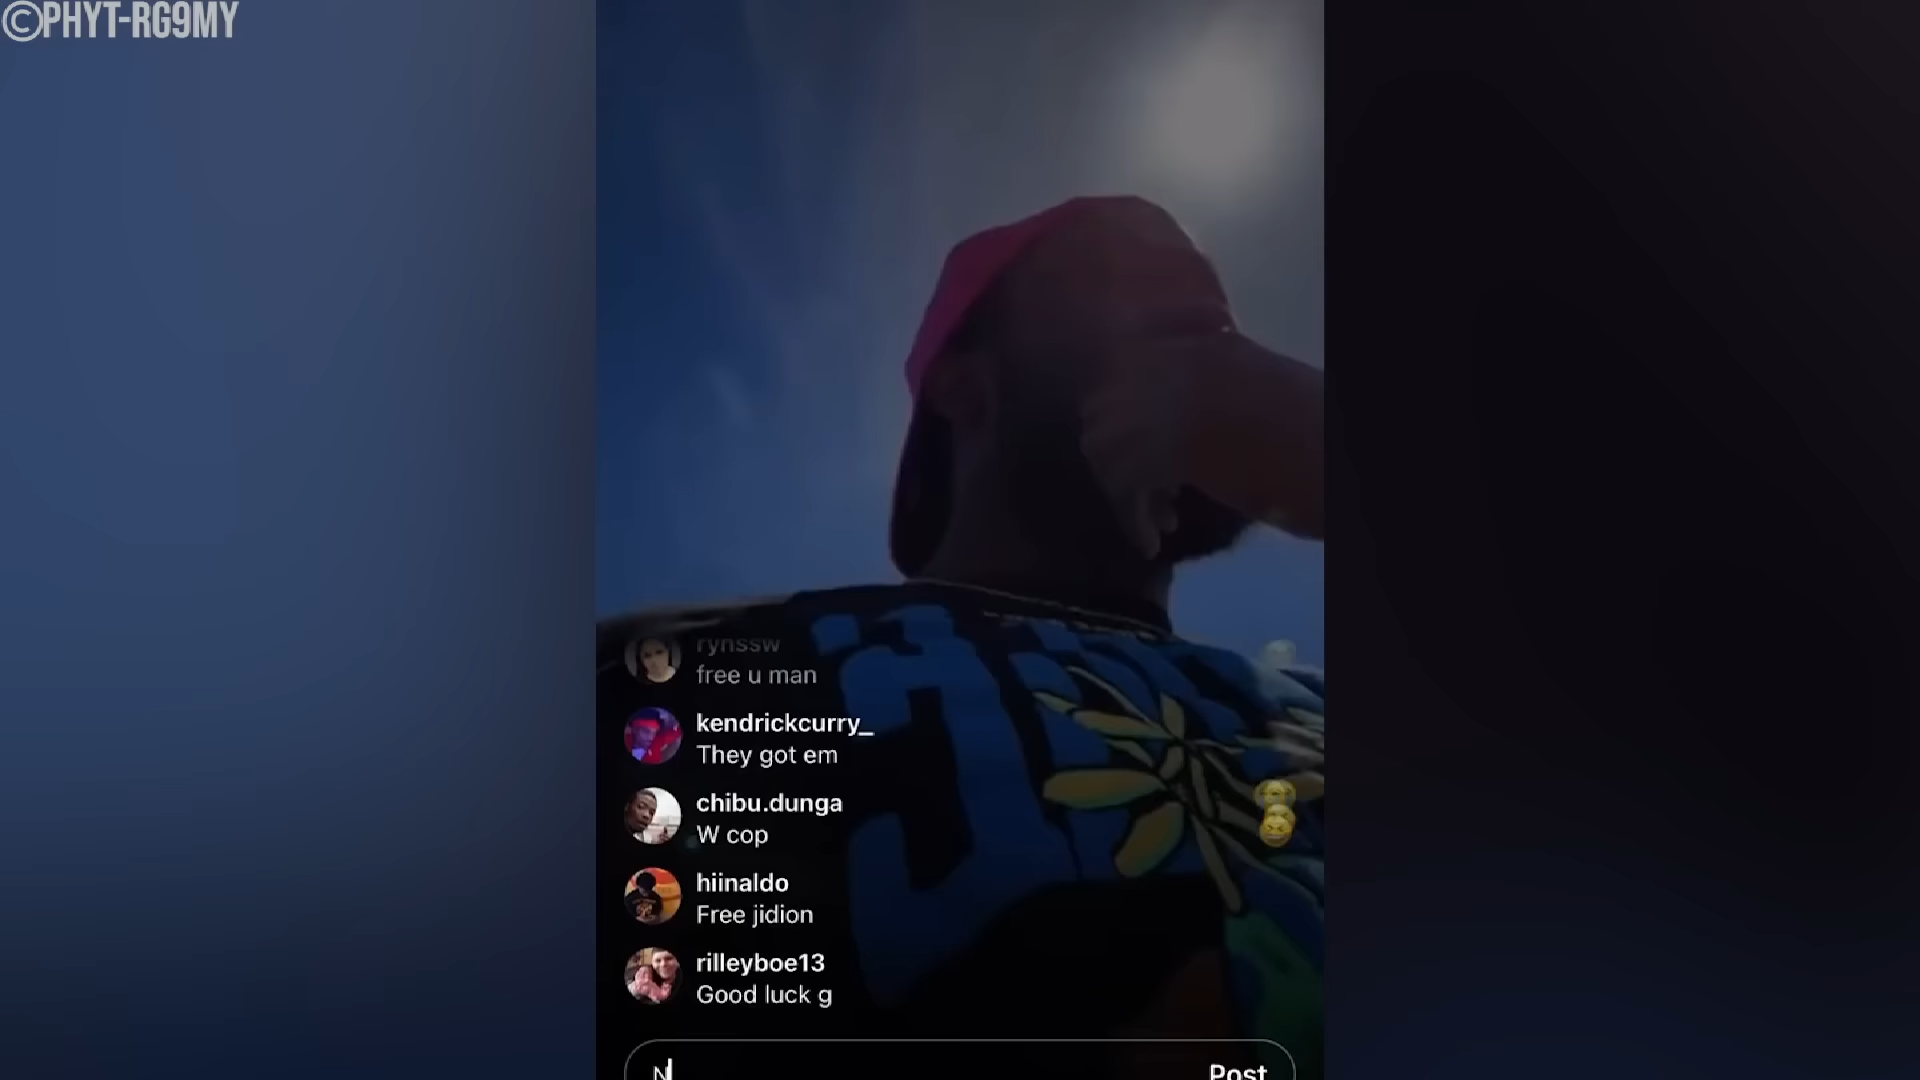 ©PHYT-RG9MY
rynssw
free u man
kendrickcurry_
They got em
chibu.dunga
W cop
hiinaldo
Free jidion
rilleyboe13
Good luck g
N
Post